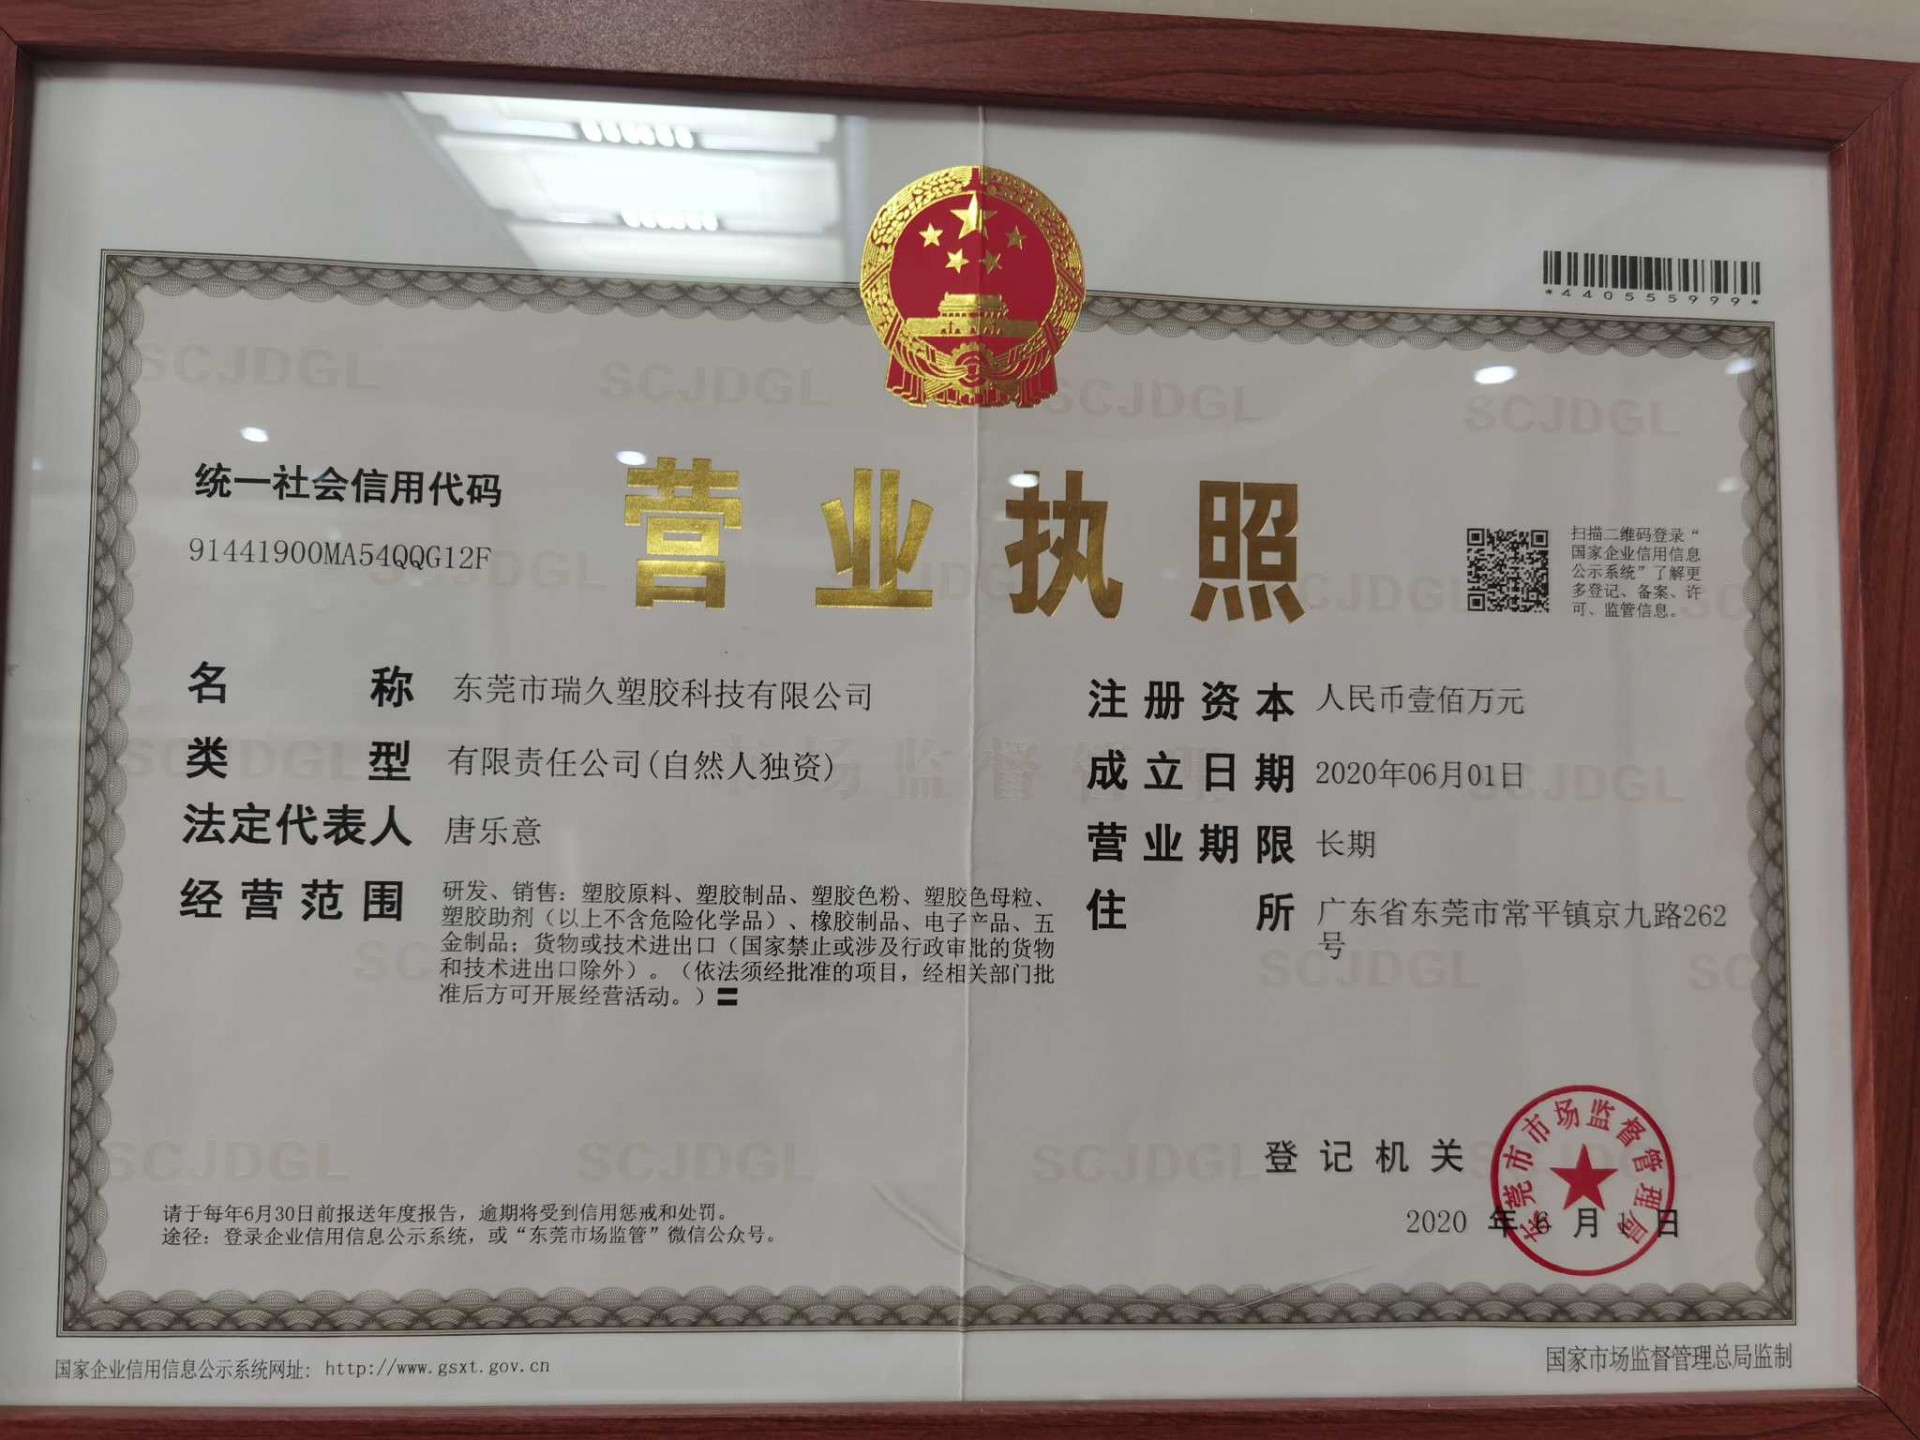 *440555999*
统一社会信用代码
91441900MA54QQG12F
营业执照
扫描二维码登录“
国家企业信用信息
公示系统”了解更
多登记、备案、许
可、监管信息。
名称 东莞市瑞久塑胶科技有限公司
类型 有限责任公司(自然人独资)
法定代表人 唐乐意
经营范围 研发、销售：塑胶原料、塑胶制品、塑胶色粉、塑胶色母粒、
塑胶助剂（以上不含危险化学品）、橡胶制品、电子产品、五
金制品；货物或技术进出口（国家禁止或涉及行政审批的货物
和技术进出口除外）。（依法须经批准的项目，经相关部门批
准后方可开展经营活动。）〓
注册资本 人民币壹佰万元
成立日期 2020年06月01日
营业期限 长期
住所 广东省东莞市常平镇京九路262
号
登记机关
东莞市市场监督管理局
2020 年 6 月 1 日
请于每年6月30日前报送年度报告，逾期将受到信用惩戒和处罚。
途径：登录企业信用信息公示系统，或“东莞市场监管”微信公众号。
国家企业信用信息公示系统网址：http://www.gsxt.gov.cn
国家市场监督管理总局监制
SCJDGL